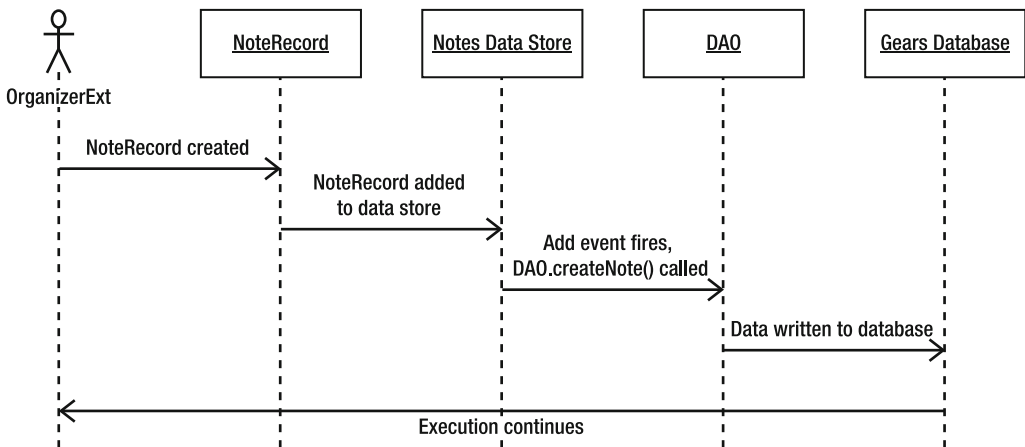 NoteRecord
Notes Data Store
DAO
Gears Database
OrganizerExt
NoteRecord created
NoteRecord added
to data store
Add event fires,
DAO.createNote() called
Data written to database
Execution continues